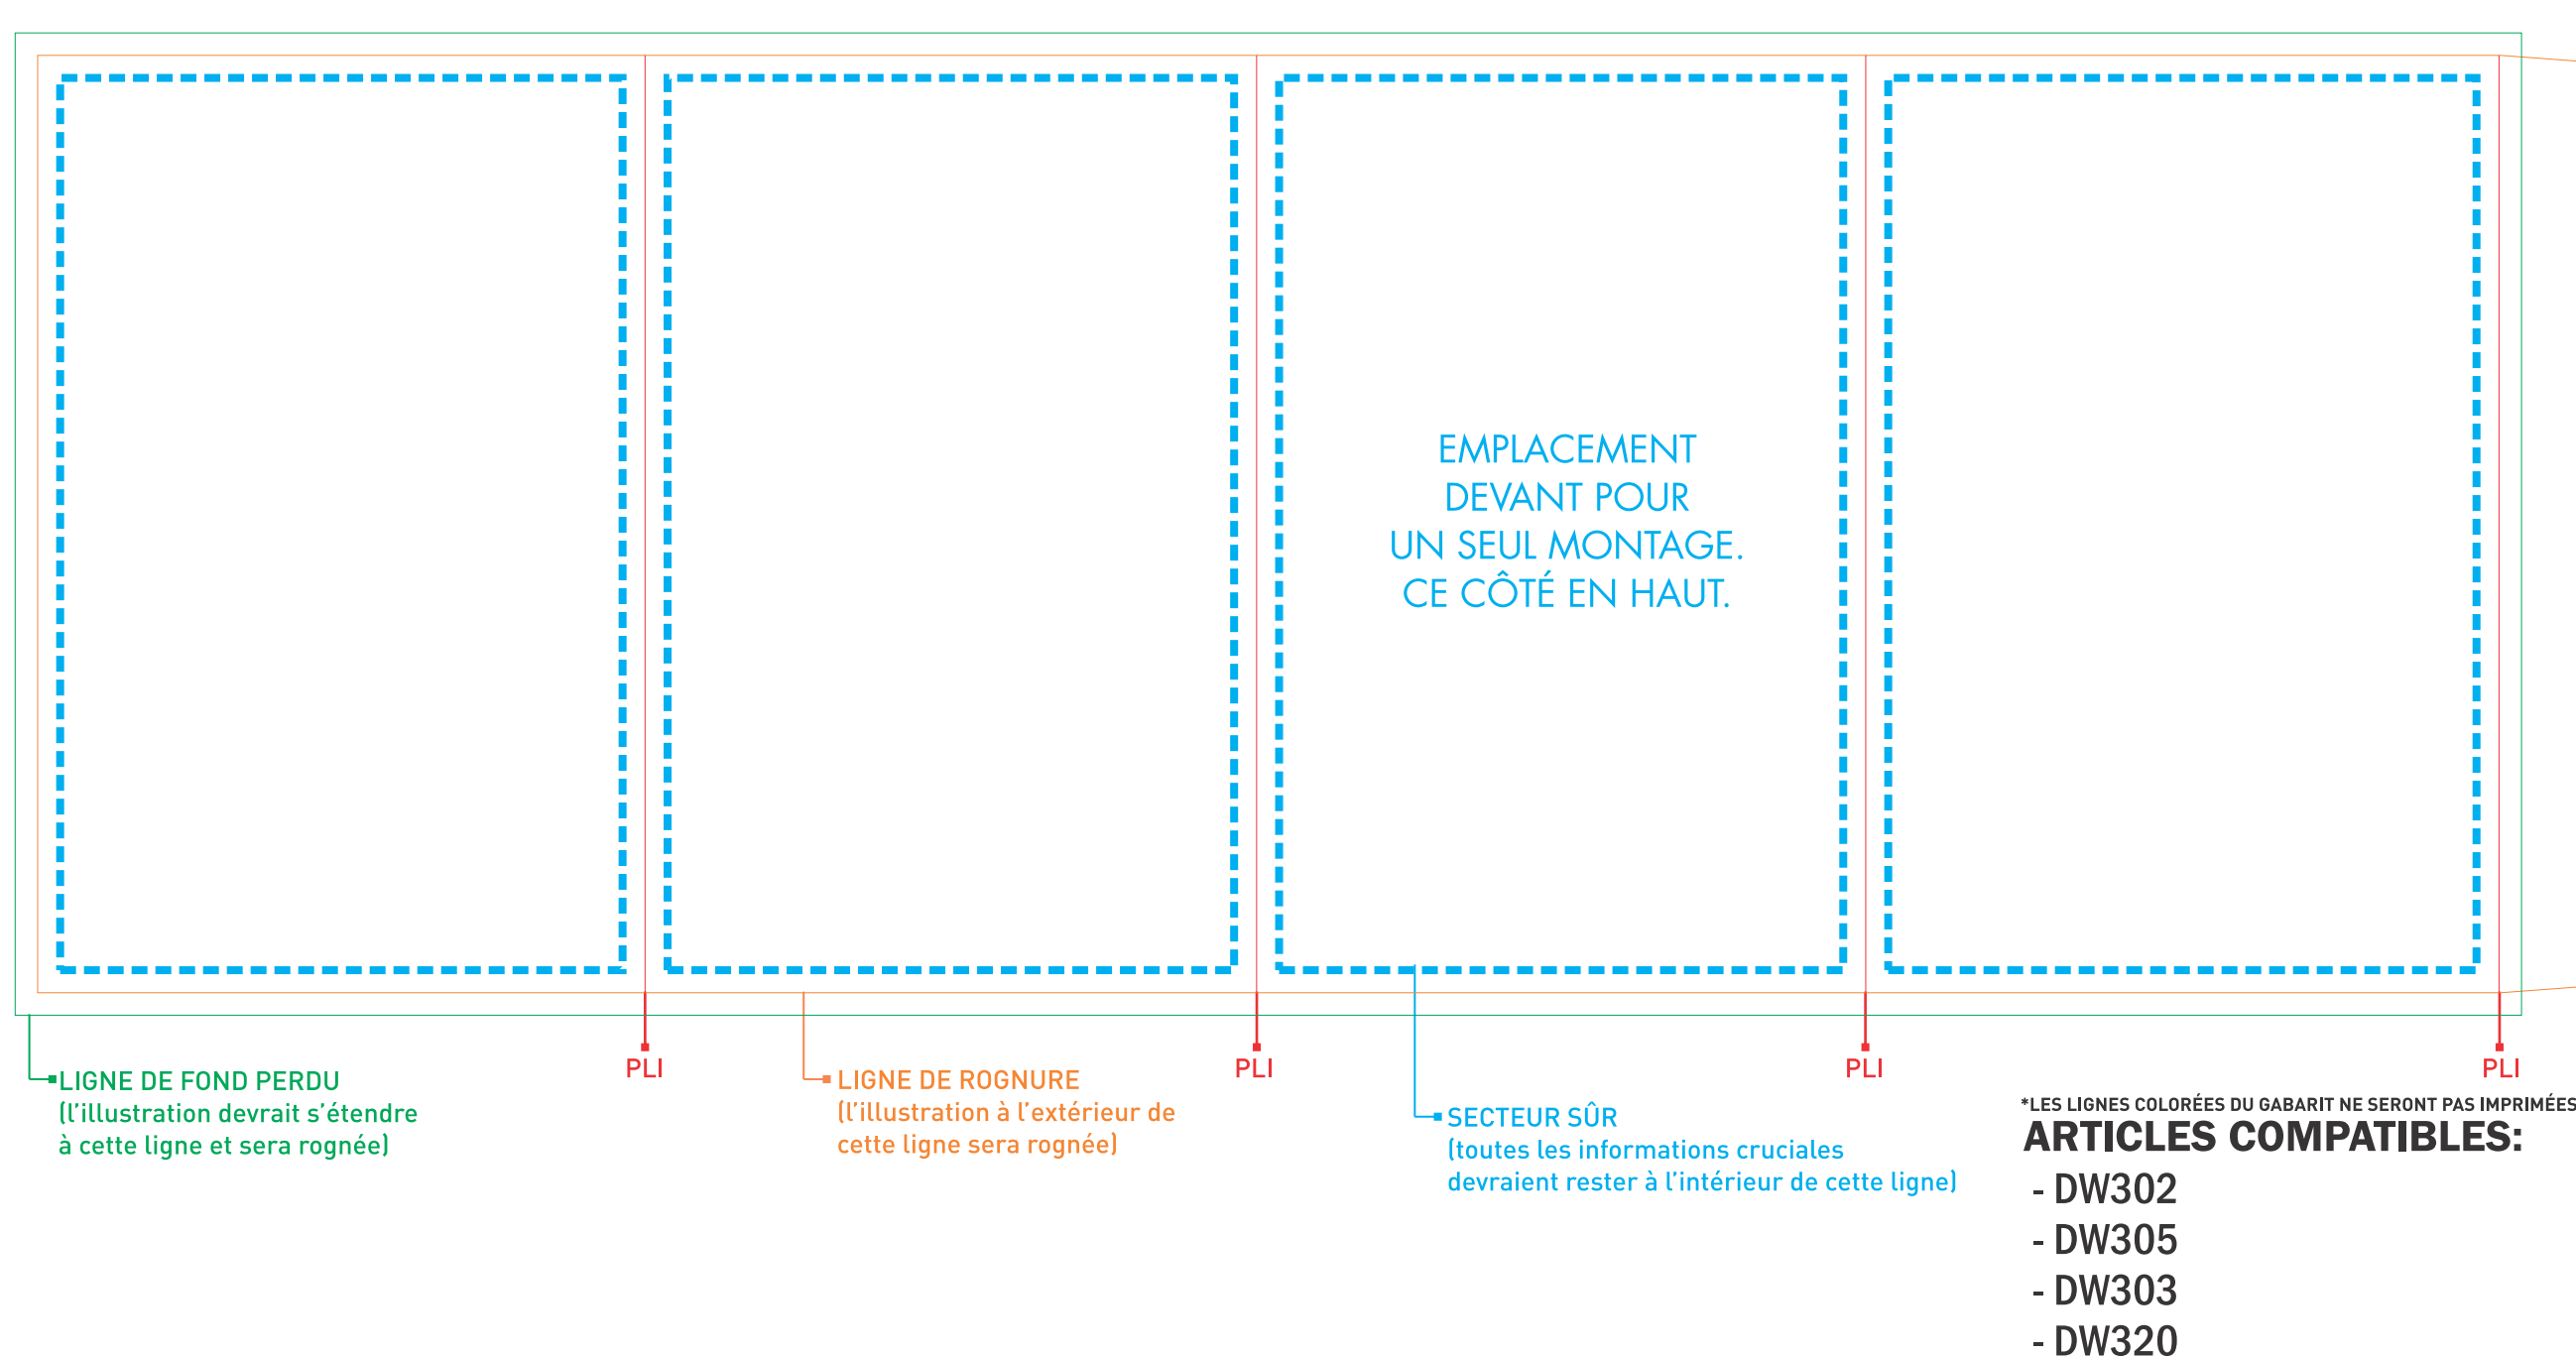 EMPLACEMENT
DEVANT POUR
UN SEUL MONTAGE.
CE CÔTÉ EN HAUT.
PLI
PLI
PLI
PLI
LIGNE DE FOND PERDU
(l'illustration devrait s'étendre
à cette ligne et sera rognée)
LIGNE DE ROGNURE
(l'illustration à l'extérieur de
cette ligne sera rognée)
SECTEUR SÛR
(toutes les informations cruciales
devraient rester à l'intérieur de cette ligne)
*LES LIGNES COLORÉES DU GABARIT NE SERONT PAS IMPRIMÉES
ARTICLES COMPATIBLES:
- DW302
- DW305
- DW303
- DW320